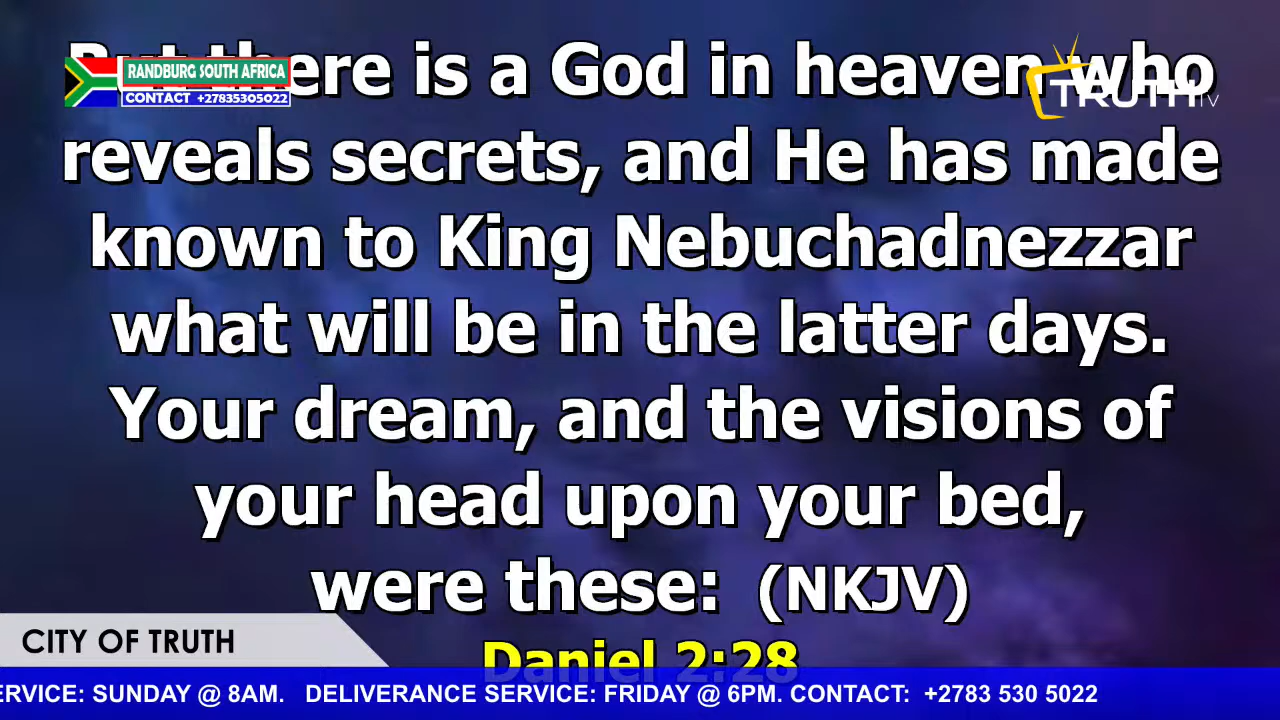 But there is a God in heaven who
reveals secrets, and He has made
known to King Nebuchadnezzar
what will be in the latter days.
Your dream, and the visions of
your head upon your bed,
were these: (NKJV)
Daniel 2:28
RANDBURG SOUTH AFRICA
CONTACT +27835305022
TRUTH TV
CITY OF TRUTH
ERVICE: SUNDAY @ 8AM. DELIVERANCE SERVICE: FRIDAY @ 6PM. CONTACT: +2783 530 5022